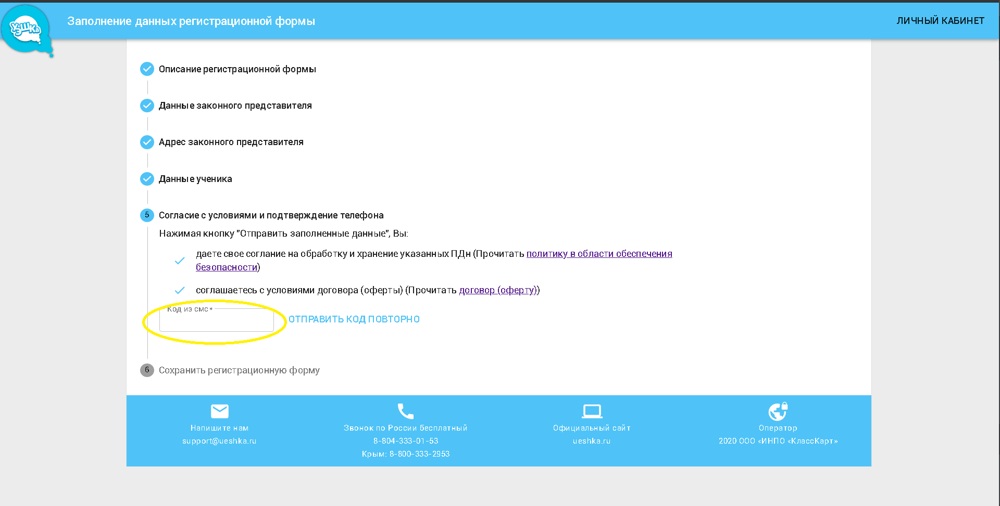 УЭШКа
Заполнение данных регистрационной формы
ЛИЧНЫЙ КАБИНЕТ
Описание регистрационной формы
Данные законного представителя
Адрес законного представителя
Данные ученика
5 Согласие с условиями и подтверждение телефона
Нажимая кнопку "Отправить заполненные данные", Вы:
даете свое соглание на обработку и хранение указанных ПДн (Прочитать политику в области обеспечения
безопасности)
соглашаетесь с условиями договора (оферты) (Прочитать договор (оферту))
Код из смс *
ОТПРАВИТЬ КОД ПОВТОРНО
6 Сохранить регистрационную форму
Напишите нам
support@ueshka.ru
Звонок по России бесплатный
8-804-333-01-53
Крым: 8-800-333-2953
Официальный сайт
ueshka.ru
Оператор
2020 ООО «ИНПО «КлассКарт»